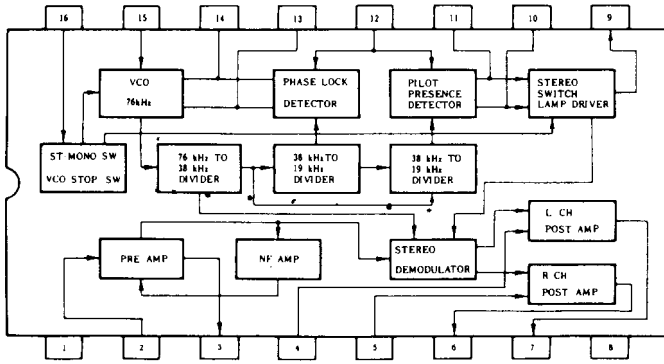 16 15 14 13 12 11 10 9
VCO
76kHz
PHASE LOCK
DETECTOR
PILOT
PRESENCE
DETECTOR
STEREO
SWITCH
LAMP DRIVER
ST-MONO SW
VCO STOP SW
76 kHz TO
38 kHz
DIVIDER
38 kHzTO
19 kHz
DIVIDER
38 kHz TO
19 kHz
DIVIDER
PRE AMP
NF AMP
STEREO
DEMODULATOR
L CH
POST AMP
R CH
POST AMP
1 2 3 4 5 6 7 8